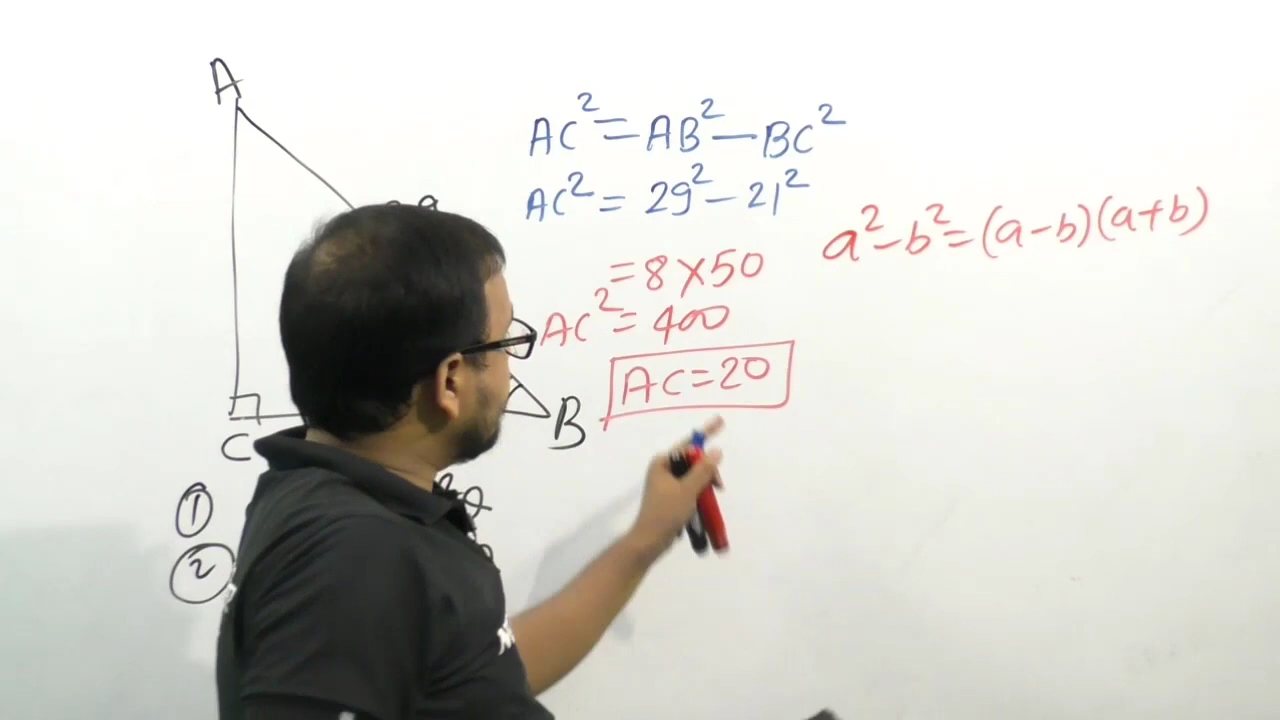 A
AC² = AB² — BC²
AC² = 29² – 21²
a² – b² = (a – b)(a + b)
= 8 × 50
AC² = 400
AC = 20
B
C
①
②